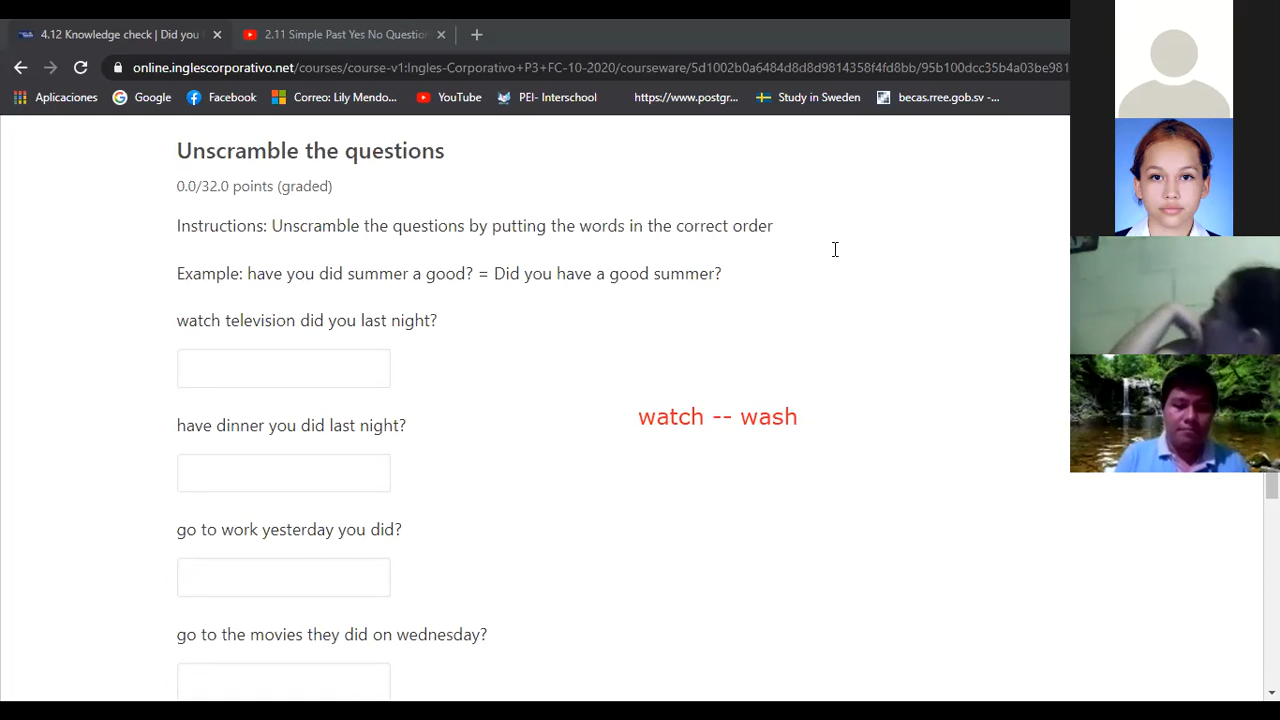 4.12 Knowledge check | Did you
2.11 Simple Past Yes No Question
online.inglescorporativo.net/courses/course-v1:Ingles-Corporativo+P3+FC-10-2020/courseware/5d1002b0a6484d8d8d9814358f4fd8bb/95b100dcc35b4a03be981
Aplicaciones Google Facebook Correo: Lily Mendo... YouTube PEI- Interschool https://www.postgr... Study in Sweden becas.rree.gob.sv -...
Unscramble the questions
0.0/32.0 points (graded)
Instructions: Unscramble the questions by putting the words in the correct order
Example: have you did summer a good? = Did you have a good summer?
watch television did you last night?
watch -- wash
have dinner you did last night?
go to work yesterday you did?
go to the movies they did on wednesday?